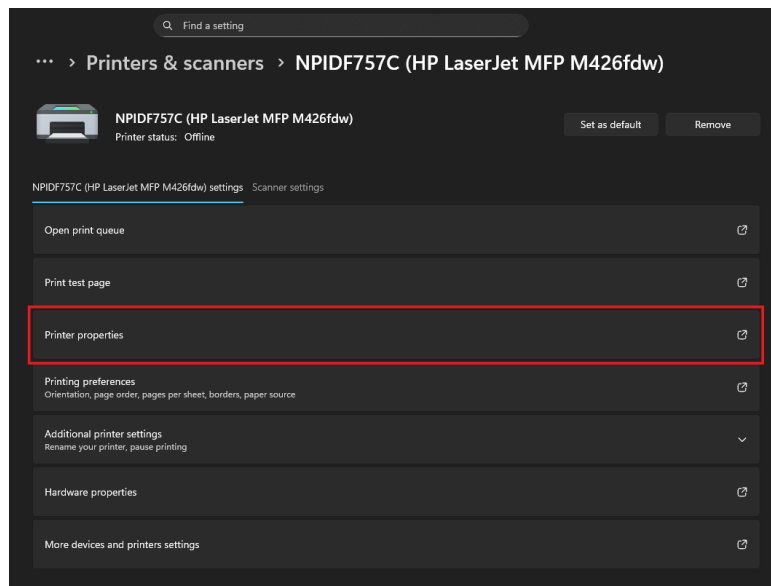 Find a setting
··· > Printers & scanners > NPIDF757C (HP LaserJet MFP M426fdw)
NPIDF757C (HP LaserJet MFP M426fdw)
Printer status: Offline
Set as default
Remove
NPIDF757C (HP LaserJet MFP M426fdw) settings
Scanner settings
Open print queue
Print test page
Printer properties
Printing preferences
Orientation, page order, pages per sheet, borders, paper source
Additional printer settings
Rename your printer, pause printing
Hardware properties
More devices and printers settings